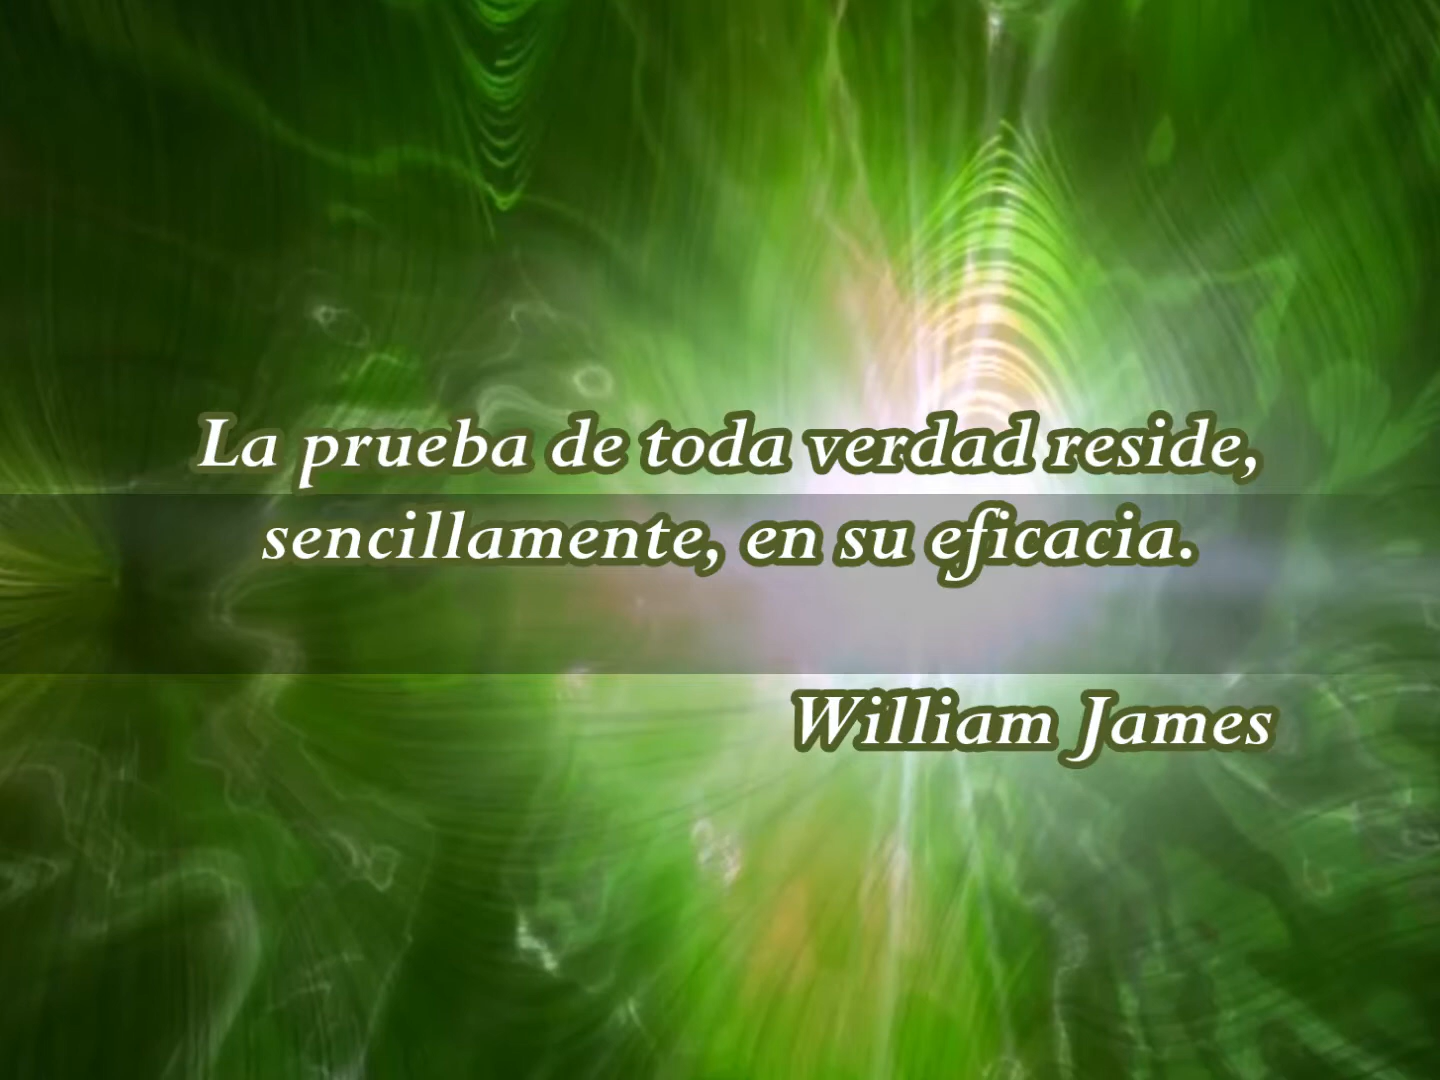 La prueba de toda verdad reside,
sencillamente, en su eficacia.
William James